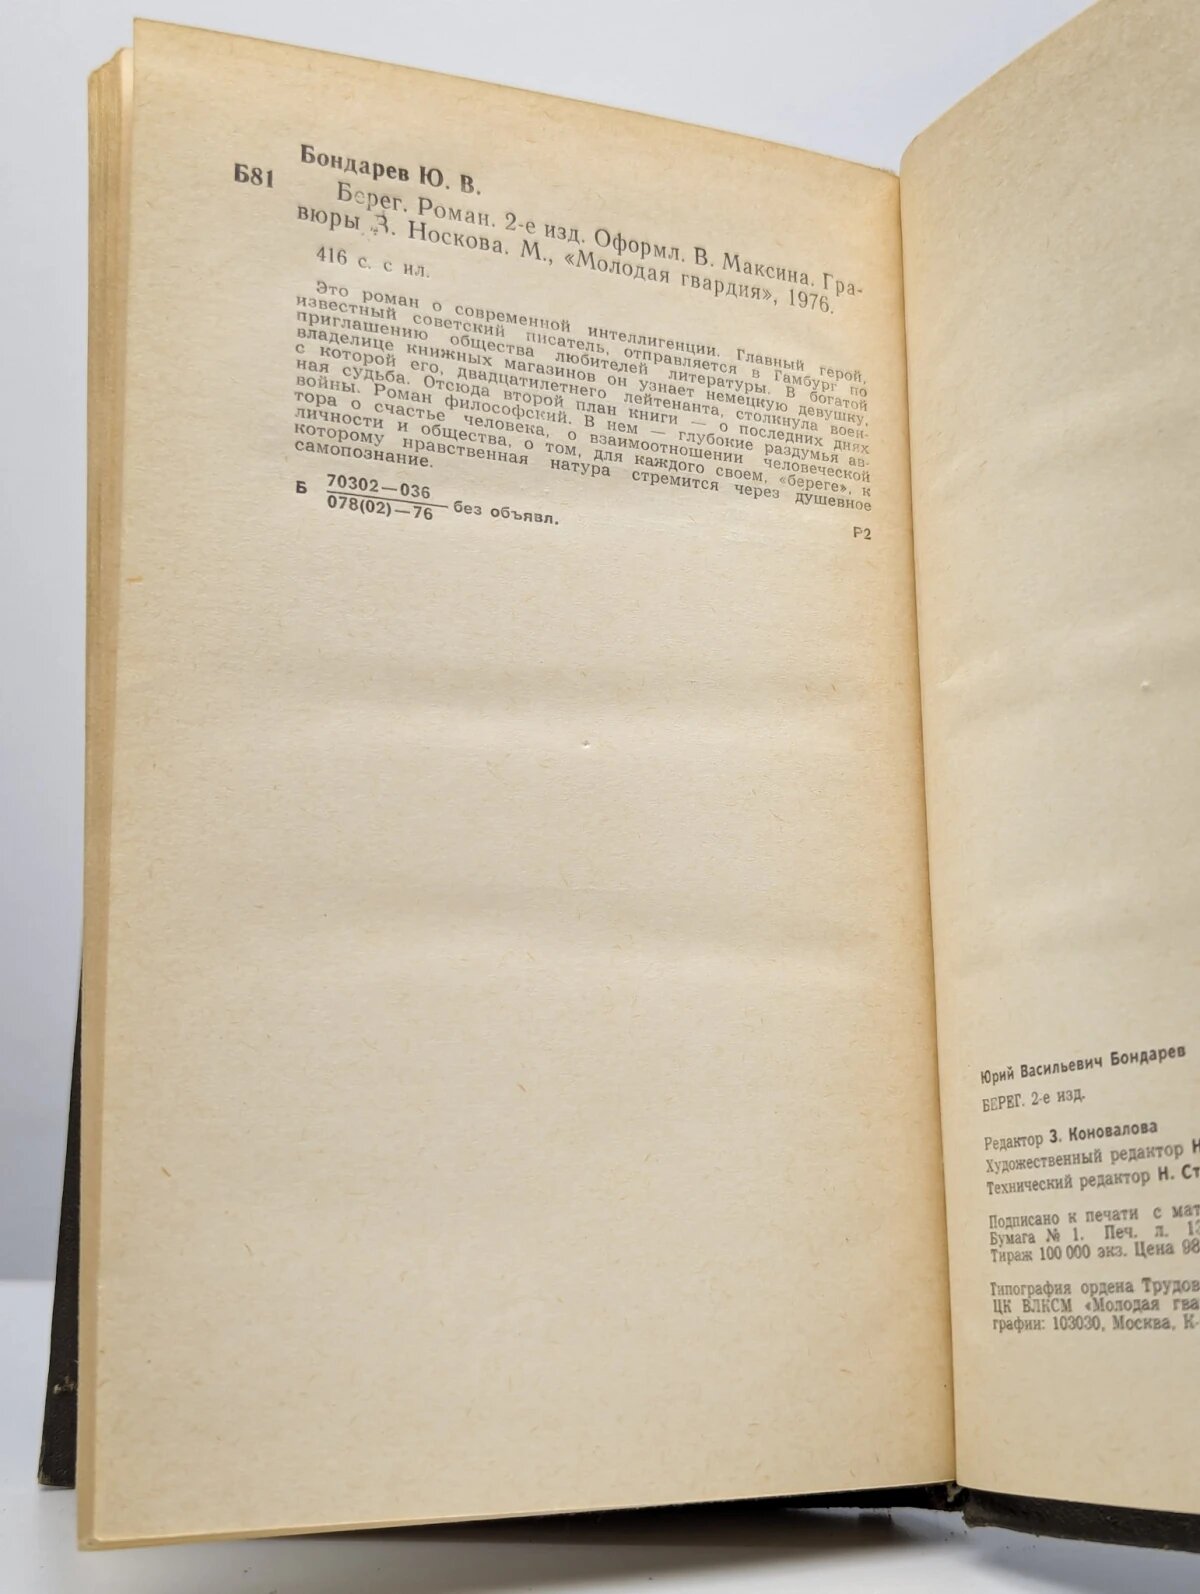 Бондарев Ю. В.
Б81
Берег. Роман. 2-е изд. Оформл. В. Максина. Гра-
вюры В. Носкова. М., «Молодая гвардия», 1976.
416 с. с ил.
Это роман о современной интеллигенции. Главный герой,
известный советский писатель, отправляется в Гамбург по
приглашению общества любителей литературы. В богатой
владелице книжных магазинов он узнает немецкую девушку,
с которой его, двадцатилетнего лейтенанта, столкнула воен-
ная судьба. Отсюда второй план книги — о последних днях
войны. Роман философский. В нем — глубокие раздумья ав-
тора о счастье человека, о взаимоотношении человеческой
личности и общества, о том, для каждого своем, «береге», к
которому нравственная натура стремится через душевное
самопознание.
Б 70302—036
078(02)—76 без объявл.
Р2
Юрий Васильевич Бондарев
БЕРЕГ. 2-е изд.
Редактор З. Коновалова
Художественный редактор Н
Технический редактор Н. Ст
Подписано к печати с мат
Бумага № 1. Печ. л. 13
Тираж 100 000 экз. Цена 98
Типография ордена Трудов
ЦК ВЛКСМ «Молодая гва
графии: 103030, Москва, К-